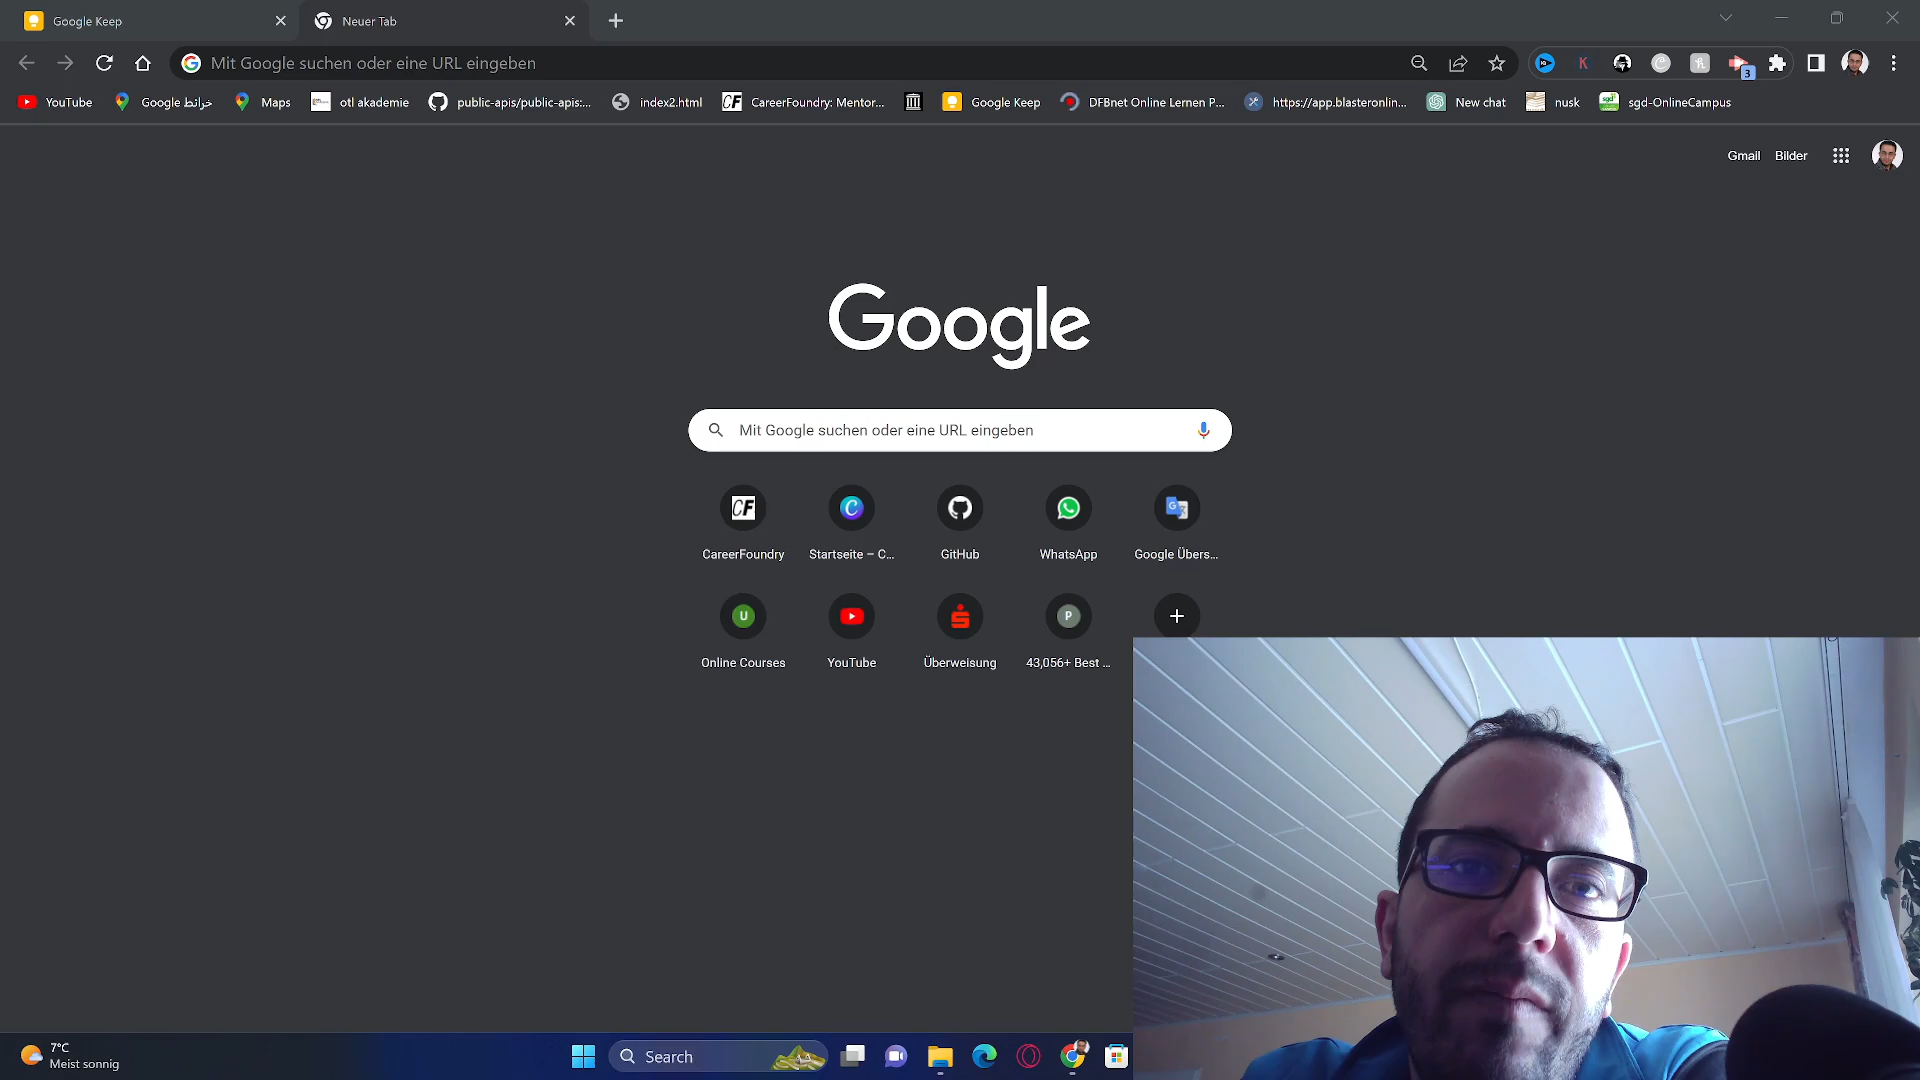 Google Keep
Neuer Tab
Mit Google suchen oder eine URL eingeben
3
YouTube
Google خرائط
Maps
otl akademie
public-apis/public-apis:...
index2.html
CF
CareerFoundry: Mentor...
Google Keep
DFBnet Online Lernen P...
https://app.blasteronlin...
New chat
nusk
sgd-OnlineCampus
Gmail
Bilder
Google
Mit Google suchen oder eine URL eingeben
CF
CareerFoundry
Startseite – C...
GitHub
WhatsApp
Google Übers...
U
Online Courses
YouTube
Überweisung
P
43,056+ Best ...
7°C
Meist sonnig
Search